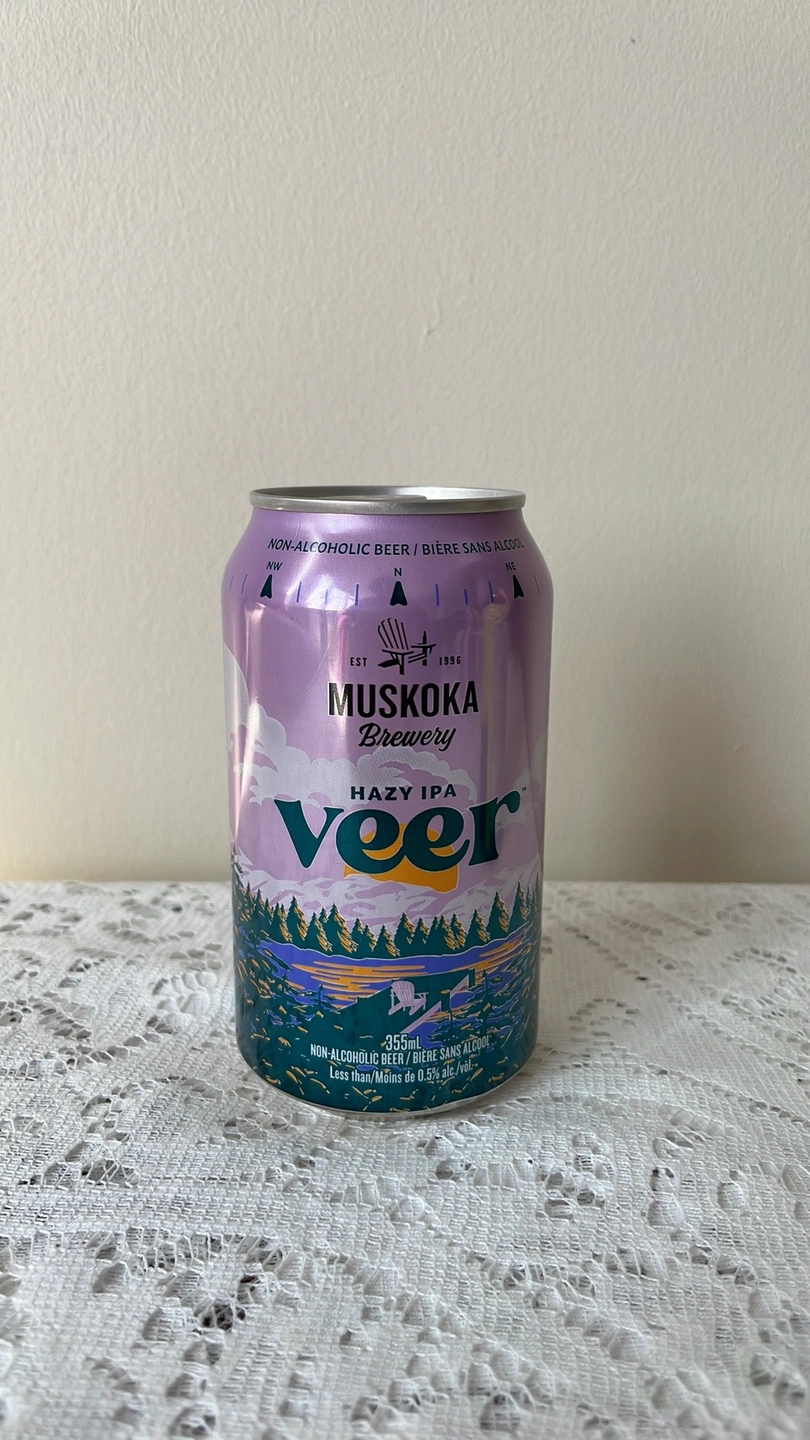 NON-ALCOHOLIC BEER / BIÈRE SANS ALCOOL
NW N NE
EST 1996
MUSKOKA
Brewery
HAZY IPA
veer™
355mL
NON-ALCOHOLIC BEER / BIÈRE SANS ALCOOL
Less than/Moins de 0.5% alc./vol.